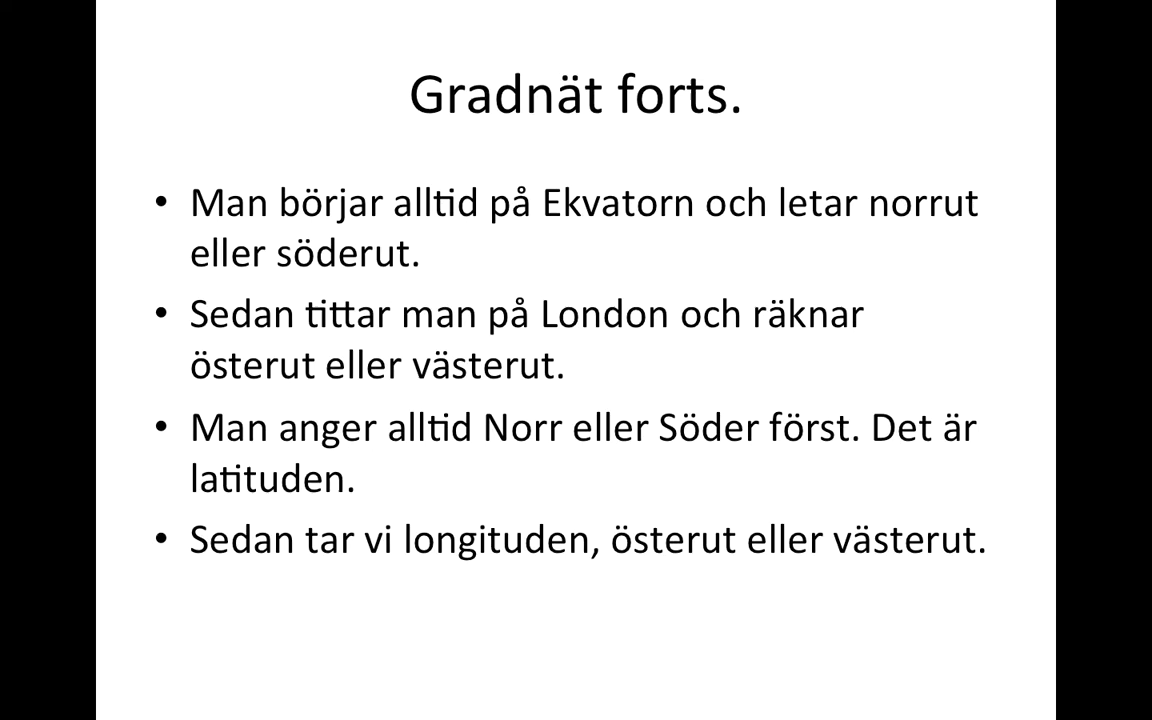 Gradnät forts.
• Man börjar alltid på Ekvatorn och letar norrut
eller söderut.
• Sedan tittar man på London och räknar
österut eller västerut.
• Man anger alltid Norr eller Söder först. Det är
latituden.
• Sedan tar vi longituden, österut eller västerut.